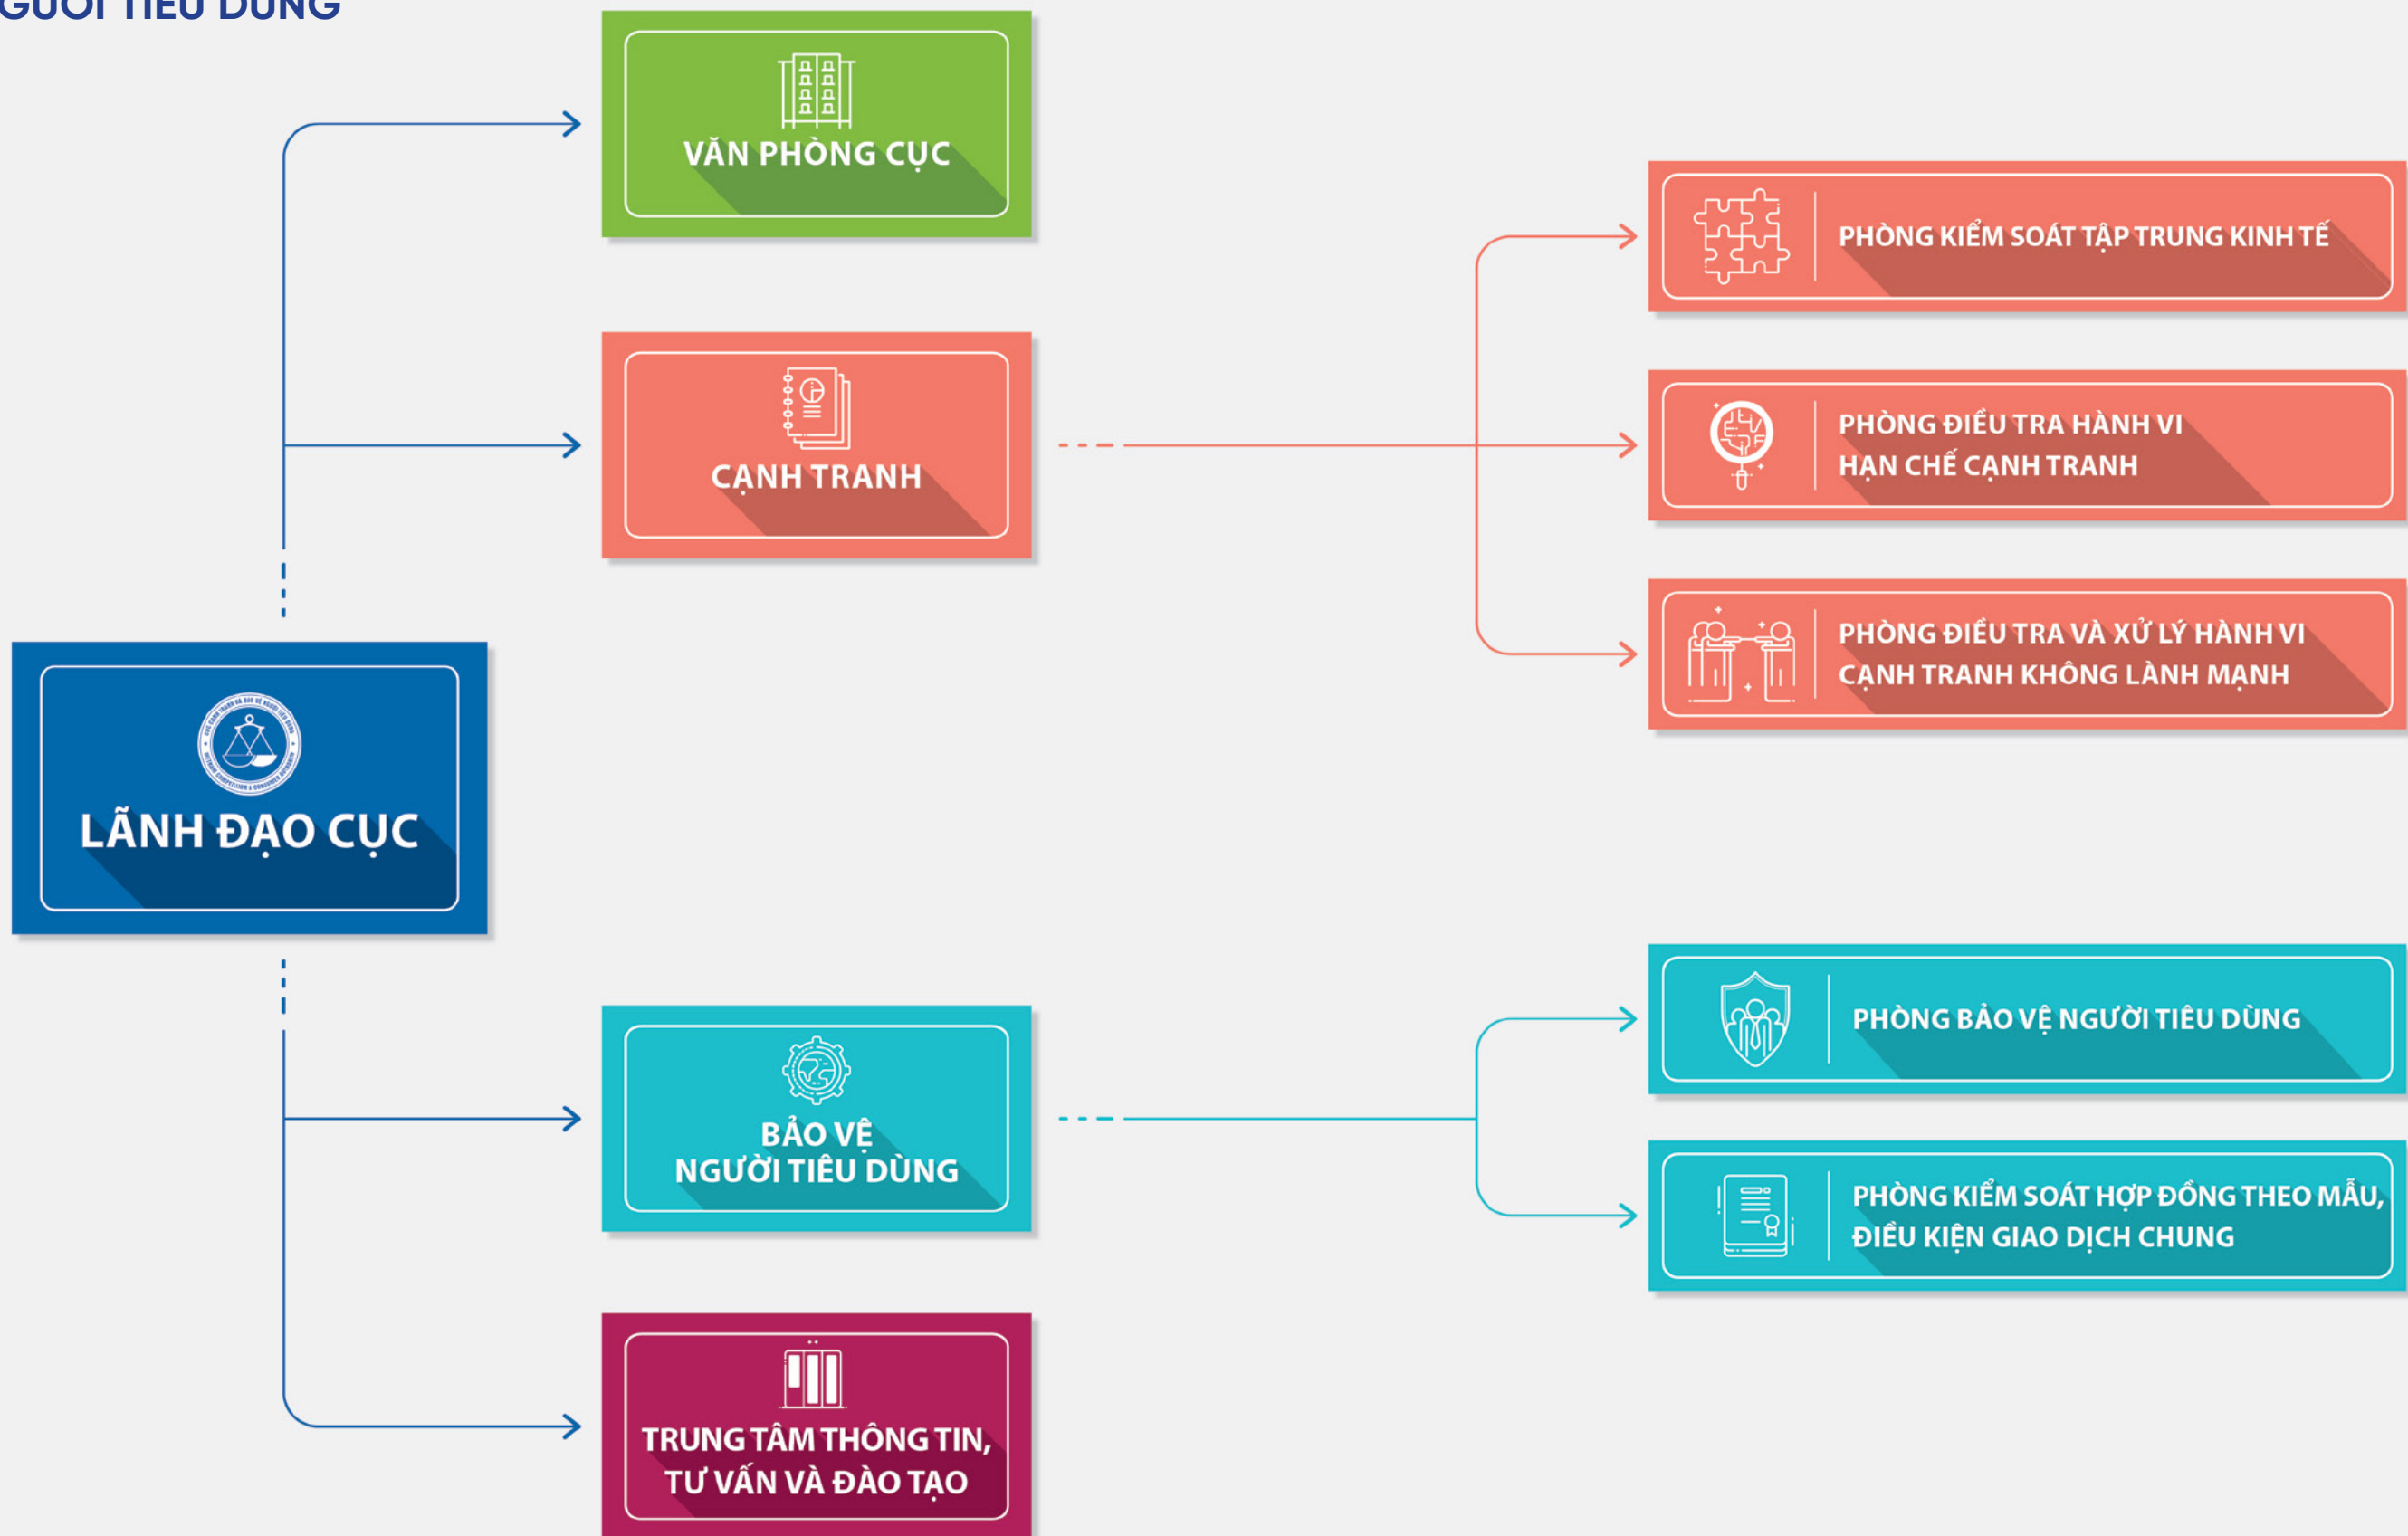 NGƯỜI TIÊU DÙNG
VĂN PHÒNG CỤC
CẠNH TRANH
PHÒNG KIỂM SOÁT TẬP TRUNG KINH TẾ
PHÒNG ĐIỀU TRA HÀNH VI
HẠN CHẾ CẠNH TRANH
PHÒNG ĐIỀU TRA VÀ XỬ LÝ HÀNH VI
CẠNH TRANH KHÔNG LÀNH MẠNH
LÃNH ĐẠO CỤC
BẢO VỆ
NGƯỜI TIÊU DÙNG
PHÒNG BẢO VỆ NGƯỜI TIÊU DÙNG
PHÒNG KIỂM SOÁT HỢP ĐỒNG THEO MẪU,
ĐIỀU KIỆN GIAO DỊCH CHUNG
TRUNG TÂM THÔNG TIN,
TƯ VẤN VÀ ĐÀO TẠO